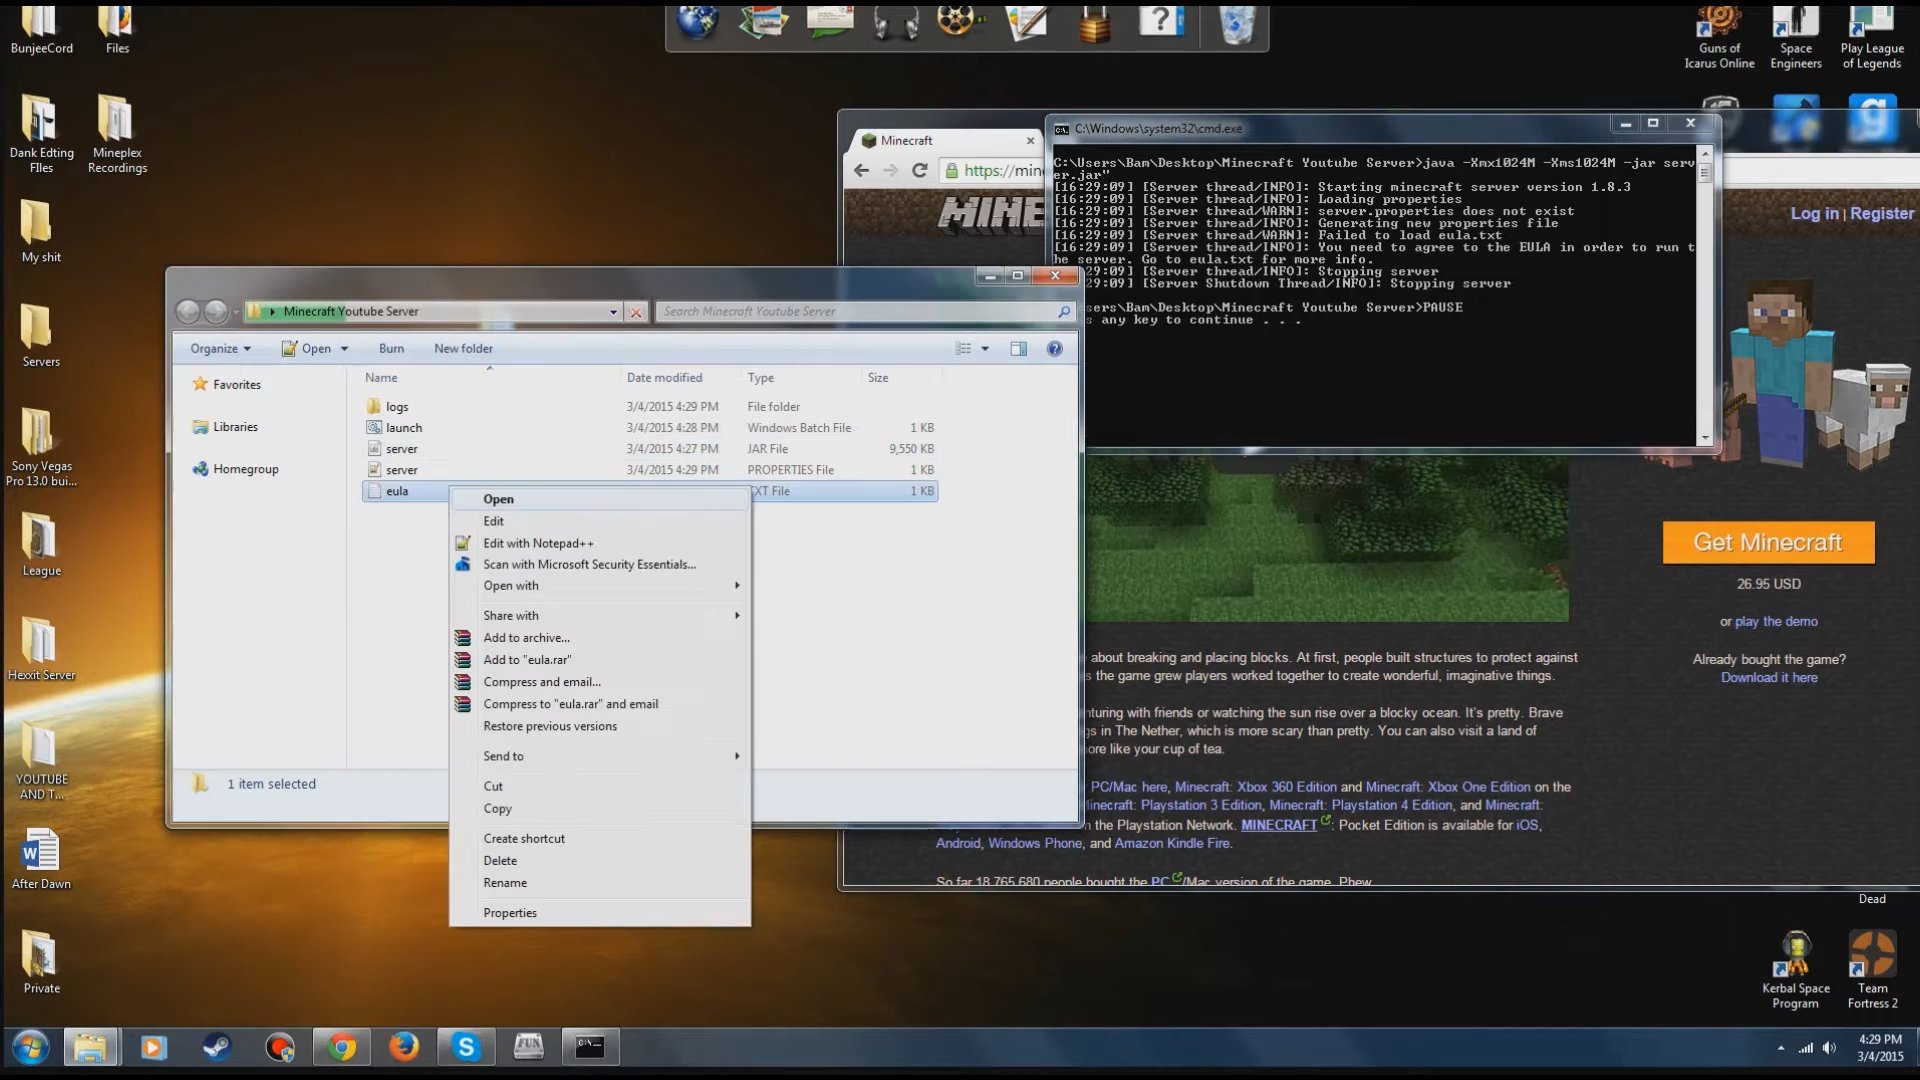 BunjeeCord
Files
Dank Edting
FIles
Mineplex
Recordings
My shit
Servers
Sony Vegas
Pro 13.0 bui...
League
Hexxit Server
YOUTUBE
AND T...
After Dawn
Private
Guns of
Icarus Online
Space
Engineers
Play League
of Legends
Minecraft
https://mine
MINE
Log in | Register
C:\Windows\system32\cmd.exe
C:\Users\Bam\Desktop\Minecraft Youtube Server>java -Xmx1024M -Xms1024M -jar serv
er.jar"
[16:29:09] [Server thread/INFO]: Starting minecraft server version 1.8.3
[16:29:09] [Server thread/INFO]: Loading properties
[16:29:09] [Server thread/WARN]: server.properties does not exist
[16:29:09] [Server thread/INFO]: Generating new properties file
[16:29:09] [Server thread/WARN]: Failed to load eula.txt
[16:29:09] [Server thread/INFO]: You need to agree to the EULA in order to run t
he server. Go to eula.txt for more info.
29:09] [Server thread/INFO]: Stopping server
29:09] [Server Shutdown Thread/INFO]: Stopping server
sers\Bam\Desktop\Minecraft Youtube Server>PAUSE
s any key to continue . . .
Minecraft Youtube Server
Search Minecraft Youtube Server
Organize
Open
Burn
New folder
Favorites
Libraries
Homegroup
Name
Date modified
Type
Size
logs
3/4/2015 4:29 PM
File folder
launch
3/4/2015 4:28 PM
Windows Batch File
1 KB
server
3/4/2015 4:27 PM
JAR File
9,550 KB
server
3/4/2015 4:29 PM
PROPERTIES File
1 KB
eula
XT File
1 KB
1 item selected
Open
Edit
Edit with Notepad++
Scan with Microsoft Security Essentials...
Open with
Share with
Add to archive...
Add to "eula.rar"
Compress and email...
Compress to "eula.rar" and email
Restore previous versions
Send to
Cut
Copy
Create shortcut
Delete
Rename
Properties
Get Minecraft
26.95 USD
or play the demo
Already bought the game?
Download it here
about breaking and placing blocks. At first, people built structures to protect against
s the game grew players worked together to create wonderful, imaginative things.
nturing with friends or watching the sun rise over a blocky ocean. It's pretty. Brave
gs in The Nether, which is more scary than pretty. You can also visit a land of
ore like your cup of tea.
PC/Mac here, Minecraft: Xbox 360 Edition and Minecraft: Xbox One Edition on the
inecraft: Playstation 3 Edition, Minecraft: Playstation 4 Edition, and Minecraft:
n the Playstation Network. MINECRAFT: Pocket Edition is available for iOS,
Android, Windows Phone, and Amazon Kindle Fire.
So far 18,765,680 people bought the PC/Mac version of the game. Phew.
Dead
Kerbal Space
Program
Team
Fortress 2
FUN
4:29 PM
3/4/2015